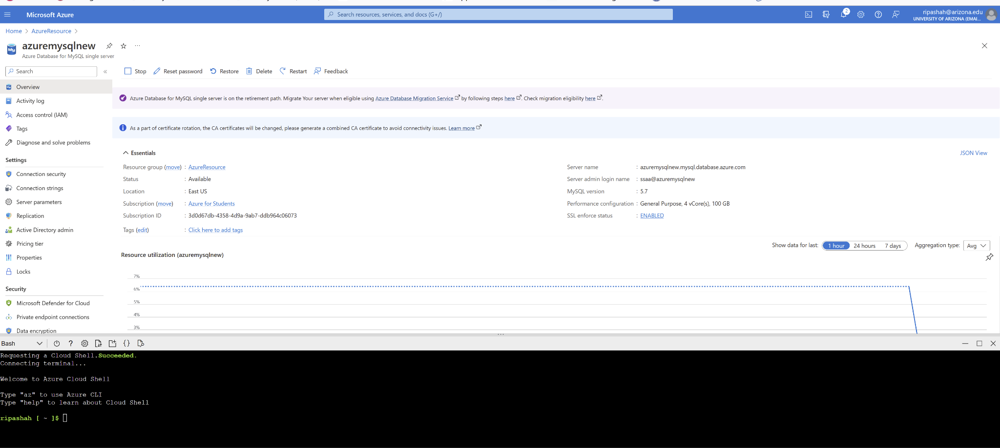 Microsoft Azure
Search resources, services, and docs (G+/)
2
ripashah@arizona.edu
UNIVERSITY OF ARIZONA (EMAI...
Home > AzureResource >
azuremysqlnew
Azure Database for MySQL single server
Search
Stop
Reset password
Restore
Delete
Restart
Feedback
Overview
Activity log
Access control (IAM)
Tags
Diagnose and solve problems
Settings
Connection security
Connection strings
Server parameters
Replication
Active Directory admin
Pricing tier
Properties
Locks
Security
Microsoft Defender for Cloud
Private endpoint connections
Data encryption
Azure Database for MySQL single server is on the retirement path. Migrate Your server when eligible using Azure Database Migration Service by following steps here. Check migration eligibility here.
As a part of certificate rotation, the CA certificates will be changed, please generate a combined CA certificate to avoid connectivity issues. Learn more
Essentials
JSON View
Resource group (move) : AzureResource
Status : Available
Location : East US
Subscription (move) : Azure for Students
Subscription ID : 3d0d67db-4358-4d9a-9ab7-ddb964c06073
Tags (edit) : Click here to add tags
Server name : azuremysqlnew.mysql.database.azure.com
Server admin login name : ssaa@azuremysqlnew
MySQL version : 5.7
Performance configuration : General Purpose, 4 vCore(s), 100 GB
SSL enforce status : ENABLED
Show data for last: 1 hour 24 hours 7 days Aggregation type: Avg
Resource utilization (azuremysqlnew)
7%
6%
5%
4%
3%
Bash
Requesting a Cloud Shell.Succeeded.
Connecting terminal...
Welcome to Azure Cloud Shell
Type "az" to use Azure CLI
Type "help" to learn about Cloud Shell
ripashah [ ~ ]$